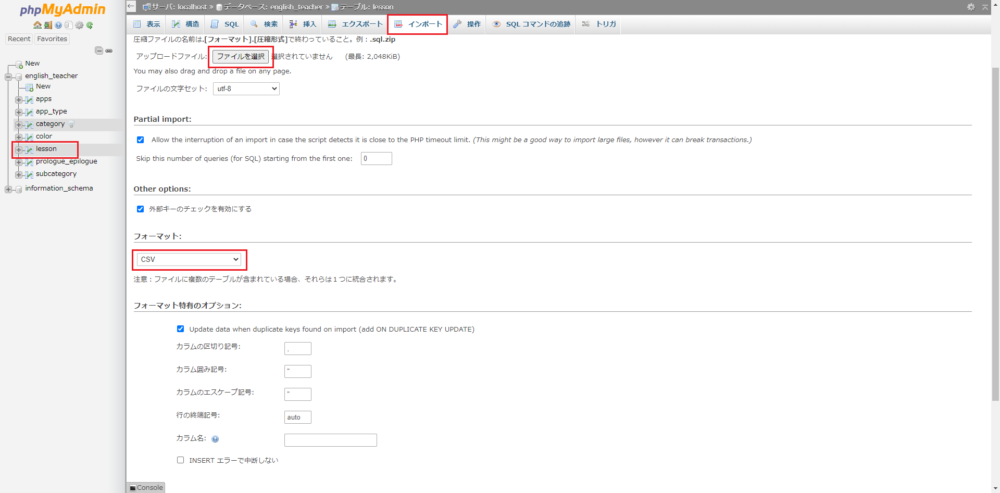 phpMyAdmin
Recent
Favorites
New
english_teacher
New
apps
app_type
category
color
lesson
prologue_epilogue
subcategory
information_schema
サーバ: localhost » データベース: english_teacher » テーブル: lesson
表示
構造
SQL
検索
挿入
エクスポート
インポート
操作
SQL コマンドの追跡
トリガ
圧縮ファイルの名前は.[フォーマット].[圧縮形式]で終わっていること。例：.sql.zip
アップロードファイル: ファイルを選択 選択されていません (最長: 2,048KiB)
You may also drag and drop a file on any page.
ファイルの文字セット: utf-8
Partial import:
Allow the interruption of an import in case the script detects it is close to the PHP timeout limit. (This might be a good way to import large files, however it can break transactions.)
Skip this number of queries (for SQL) starting from the first one: 0
Other options:
外部キーのチェックを有効にする
フォーマット:
CSV
注意：ファイルに複数のテーブルが含まれている場合、それらは１つに統合されます。
フォーマット特有のオプション:
Update data when duplicate keys found on import (add ON DUPLICATE KEY UPDATE)
カラムの区切り記号: ,
カラム囲み記号: "
カラムのエスケープ記号: "
行の終端記号: auto
カラム名:
INSERT エラーで中断しない
Console